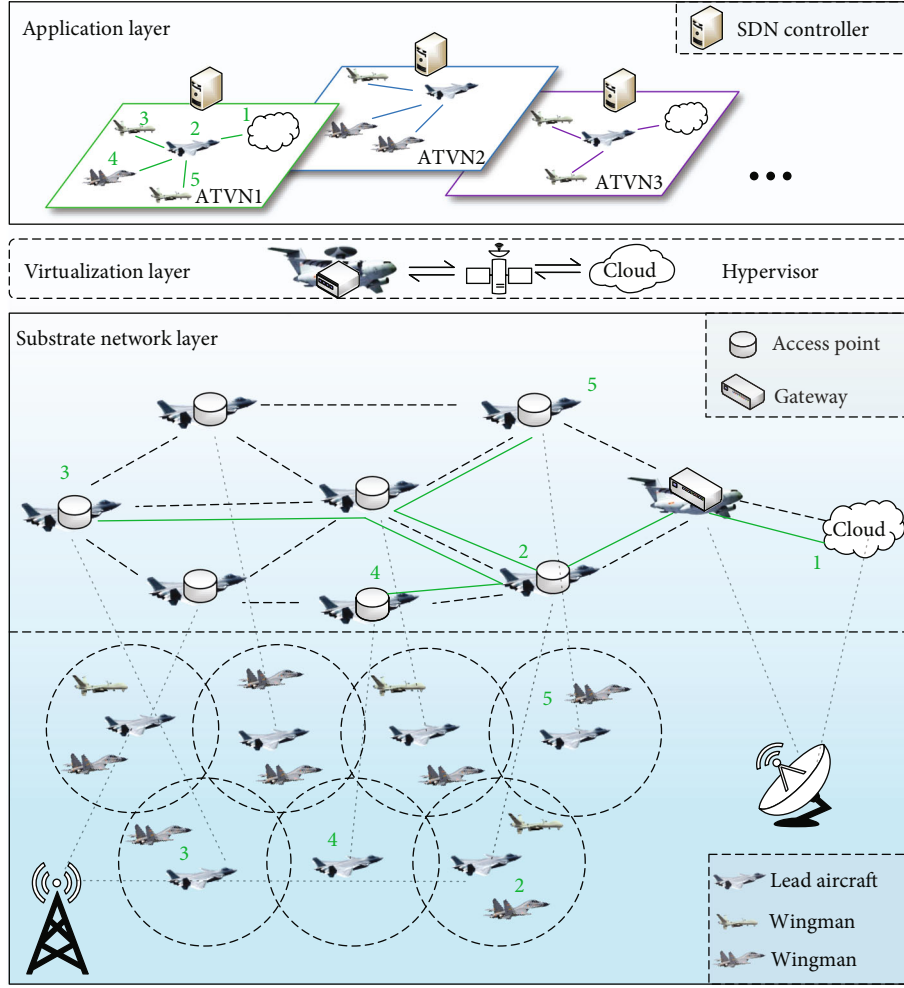 Application layer
SDN controller
1
3
2
4
5
ATVN1
ATVN2
ATVN3
Virtualization layer
Cloud
Hypervisor
Substrate network layer
Access point
Gateway
5
3
2
4
Cloud
1
5
3
4
2
Lead aircraft
Wingman
Wingman